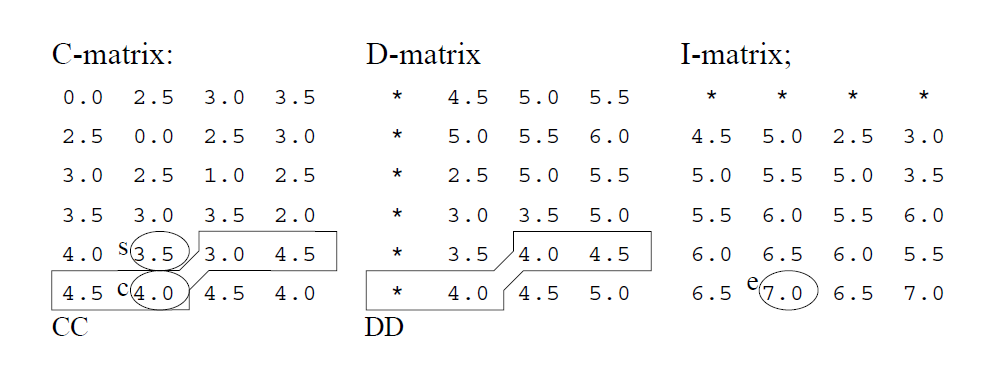 C-matrix: D-matrix I-matrix;
0.0 2.5 3.0 3.5 * 4.5 5.0 5.5 * * * *
2.5 0.0 2.5 3.0 * 5.0 5.5 6.0 4.5 5.0 2.5 3.0
3.0 2.5 1.0 2.5 * 2.5 5.0 5.5 5.0 5.5 5.0 3.5
3.5 3.0 3.5 2.0 * 3.0 3.5 5.0 5.5 6.0 5.5 6.0
4.0 s 3.5 3.0 4.5 * 3.5 4.0 4.5 6.0 6.5 6.0 5.5
4.5 c 4.0 4.5 4.0 * 4.0 4.5 5.0 6.5 e 7.0 6.5 7.0
CC DD